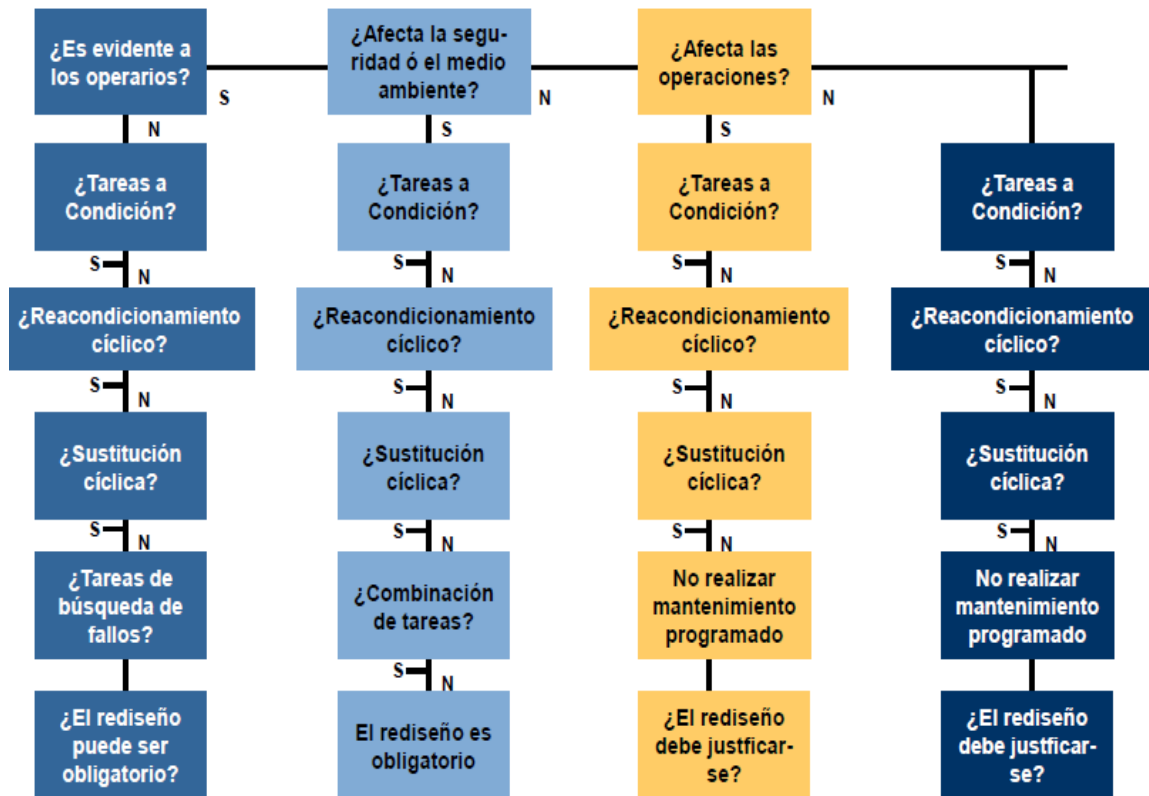 ¿Es evidente a
los operarios?
S
N
¿Tareas a
Condición?
S
N
¿Reacondicionamiento
cíclico?
S
N
¿Sustitución
cíclica?
S
N
¿Tareas de
búsqueda de
fallos?
¿El rediseño
puede ser
obligatorio?
¿Afecta la segu-
ridad ó el medio
ambiente?
N
S
¿Tareas a
Condición?
S
N
¿Reacondicionamiento
cíclico?
S
N
¿Sustitución
cíclica?
S
N
¿Combinación
de tareas?
S
N
El rediseño es
obligatorio
¿Afecta las
operaciones?
N
S
¿Tareas a
Condición?
S
N
¿Reacondicionamiento
cíclico?
S
N
¿Sustitución
cíclica?
S
N
No realizar
mantenimiento
programado
¿El rediseño
debe justficar-
se?
¿Tareas a
Condición?
S
N
¿Reacondicionamiento
cíclico?
S
N
¿Sustitución
cíclica?
S
N
No realizar
mantenimiento
programado
¿El rediseño
debe justficar-
se?